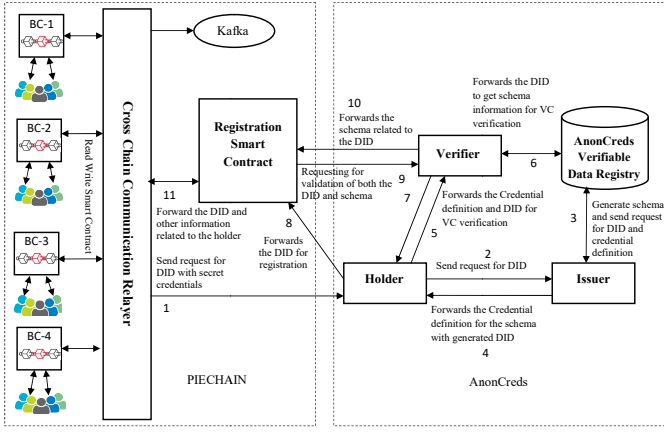 BC-1
BC-2
BC-3
BC-4
Read Write Smart Contract
Cross Chain Communication Relayer
Kafka
Registration
Smart
Contract
11
Forward the DID and
other information
related to the holder
Send request for
DID with secret
credentials
1
PIECHAIN
10
Forwards the
schema related to
the DID
Requesting for
validation of both the
DID and schema
9
8
Forwards
the DID for
registration
Verifier
7
Forwards the Credential
definition and DID for
VC verification
5
Forwards the DID
to get schema
information for VC
verification
6
AnonCreds
Verifiable
Data Registry
3
Generate schema
and send request
for DID and
credential
definition
2
Send request for DID
Holder
Issuer
Forwards the Credential
definition for the schema
with generated DID
4
AnonCreds